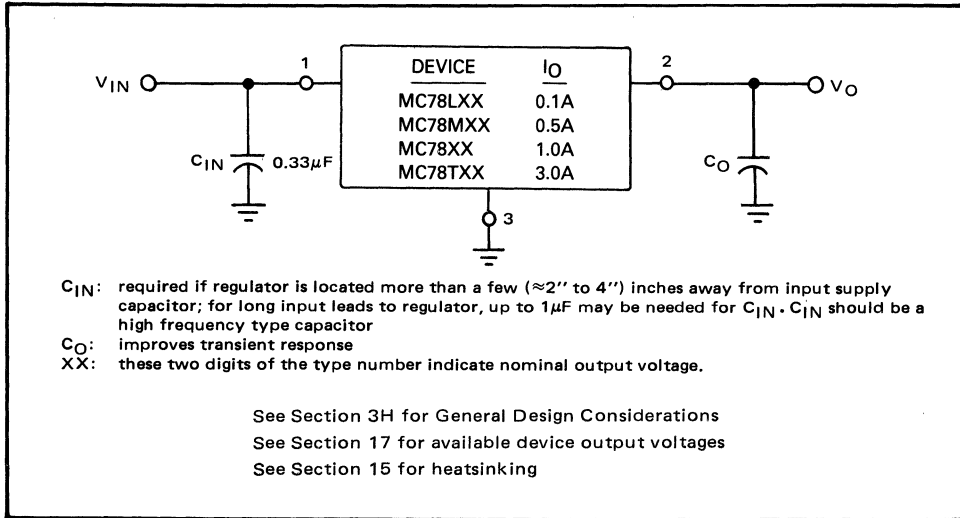 1
DEVICE IO
2
VIN
VO
MC78LXX 0.1A
MC78MXX 0.5A
CIN 0.33µF
MC78XX 1.0A
CO
MC78TXX 3.0A
3
CIN: required if regulator is located more than a few (≈2'' to 4'') inches away from input supply
capacitor; for long input leads to regulator, up to 1µF may be needed for CIN. CIN should be a
high frequency type capacitor
CO: improves transient response
XX: these two digits of the type number indicate nominal output voltage.
See Section 3H for General Design Considerations
See Section 17 for available device output voltages
See Section 15 for heatsinking